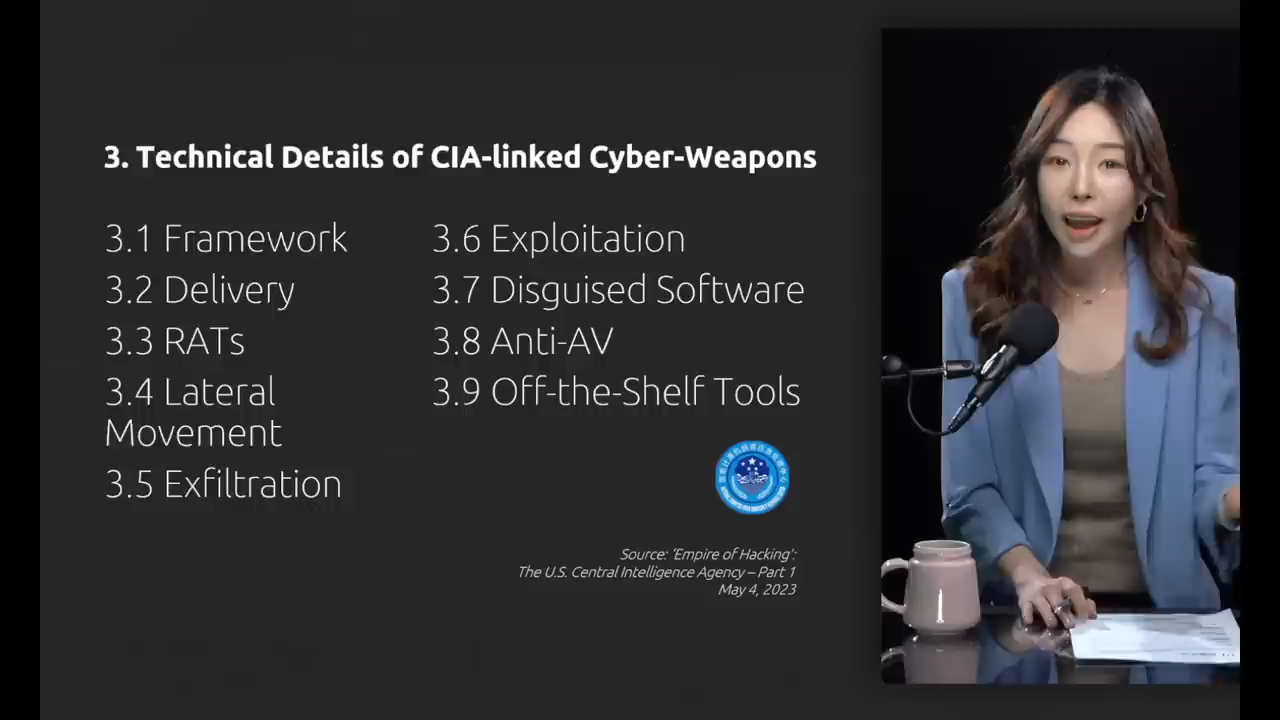 3. Technical Details of CIA-linked Cyber-Weapons
3.1 Framework
3.2 Delivery
3.3 RATs
3.4 Lateral
Movement
3.5 Exfiltration
3.6 Exploitation
3.7 Disguised Software
3.8 Anti-AV
3.9 Off-the-Shelf Tools
Source: 'Empire of Hacking':
The U.S. Central Intelligence Agency – Part 1
May 4, 2023